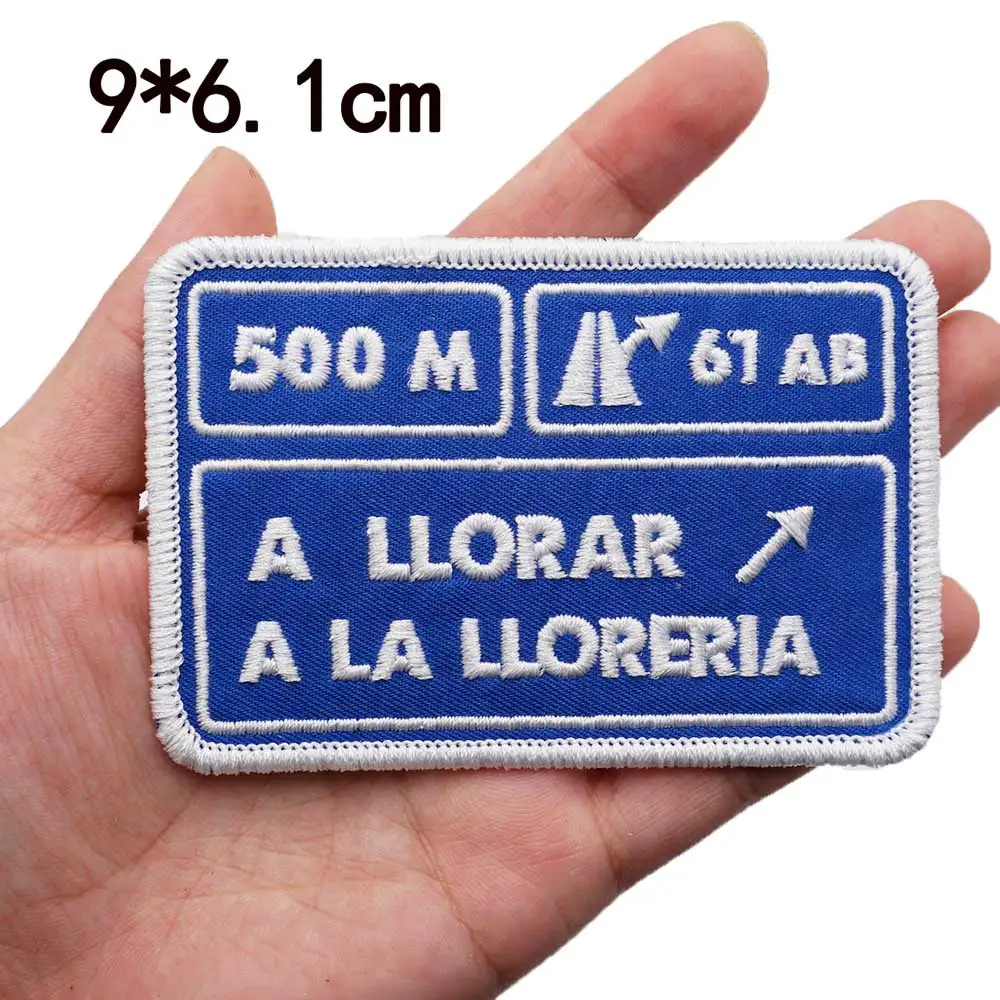 9*6.1cm
500 M
61 AB
A LLORAR
A LA LLORERIA